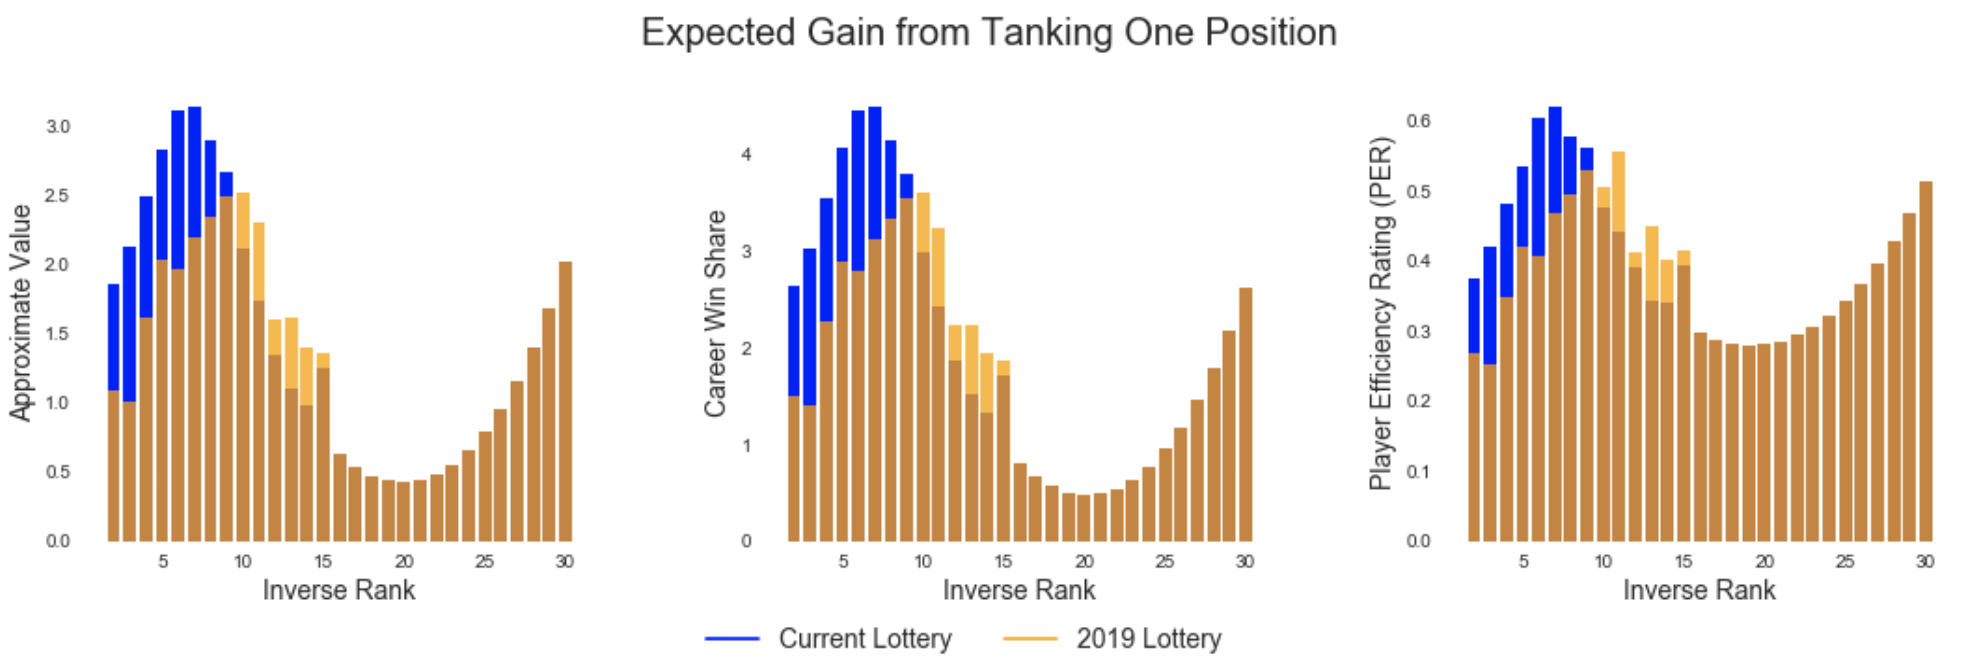 Expected Gain from Tanking One Position
Approximate Value
3.0
2.5
2.0
1.5
1.0
0.5
0.0
5 10 15 20 25 30
Inverse Rank
Career Win Share
4
3
2
1
0
5 10 15 20 25 30
Inverse Rank
Player Efficiency Rating (PER)
0.6
0.5
0.4
0.3
0.2
0.1
0.0
5 10 15 20 25 30
Inverse Rank
Current Lottery
2019 Lottery